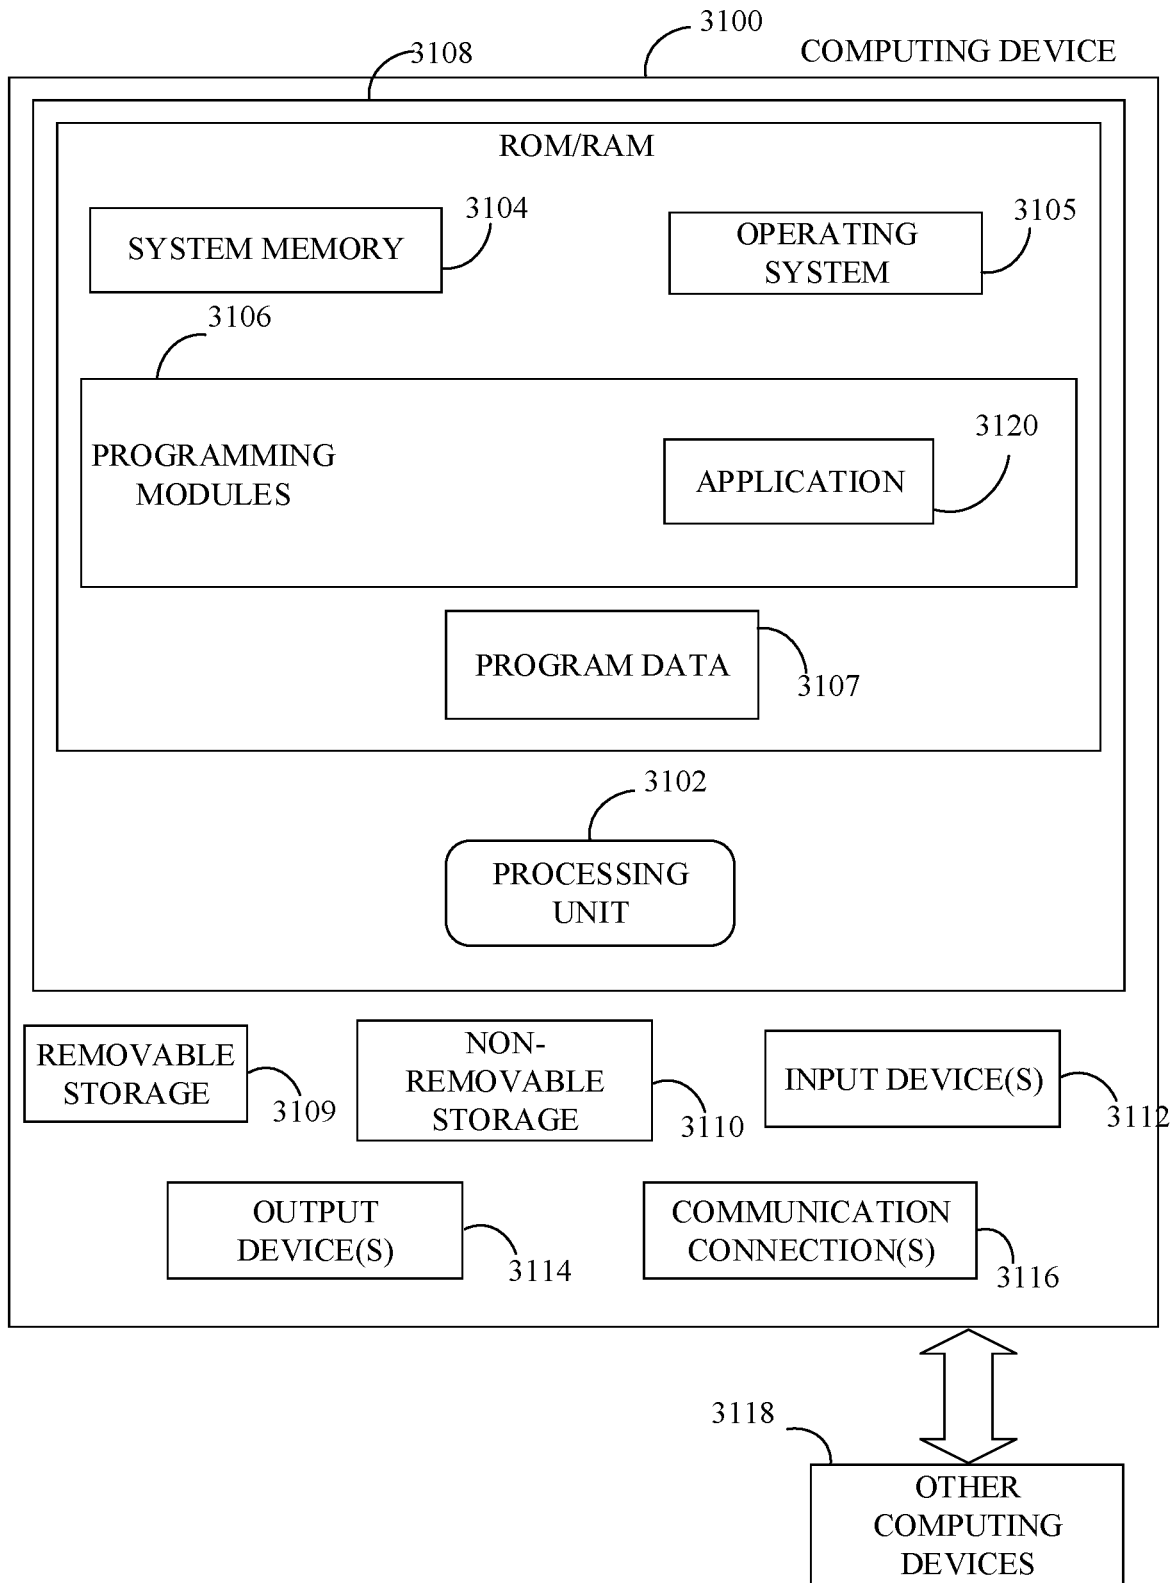 3100
3108
COMPUTING DEVICE
ROM/RAM
3104
SYSTEM MEMORY
3105
OPERATING
SYSTEM
3106
PROGRAMMING
MODULES
3120
APPLICATION
PROGRAM DATA
3107
3102
PROCESSING
UNIT
REMOVABLE
STORAGE
3109
NON-
REMOVABLE
STORAGE
3110
INPUT DEVICE(S)
3112
OUTPUT
DEVICE(S)
3114
COMMUNICATION
CONNECTION(S)
3116
3118
OTHER
COMPUTING
DEVICES